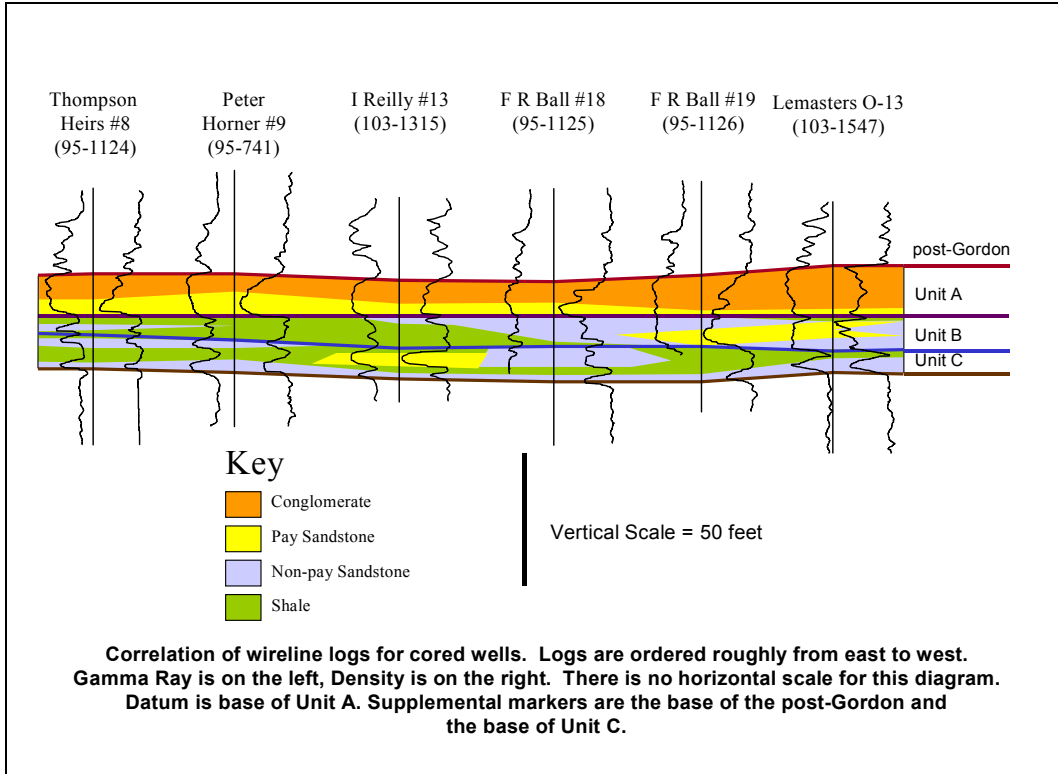 Thompson
Heirs #8
(95-1124)
Peter
Horner #9
(95-741)
I Reilly #13
(103-1315)
F R Ball #18
(95-1125)
F R Ball #19
(95-1126)
Lemasters O-13
(103-1547)
post-Gordon
Unit A
Unit B
Unit C
Key
Conglomerate
Pay Sandstone
Non-pay Sandstone
Shale
Vertical Scale = 50 feet
Correlation of wireline logs for cored wells. Logs are ordered roughly from east to west.
Gamma Ray is on the left, Density is on the right. There is no horizontal scale for this diagram.
Datum is base of Unit A. Supplemental markers are the base of the post-Gordon and
the base of Unit C.